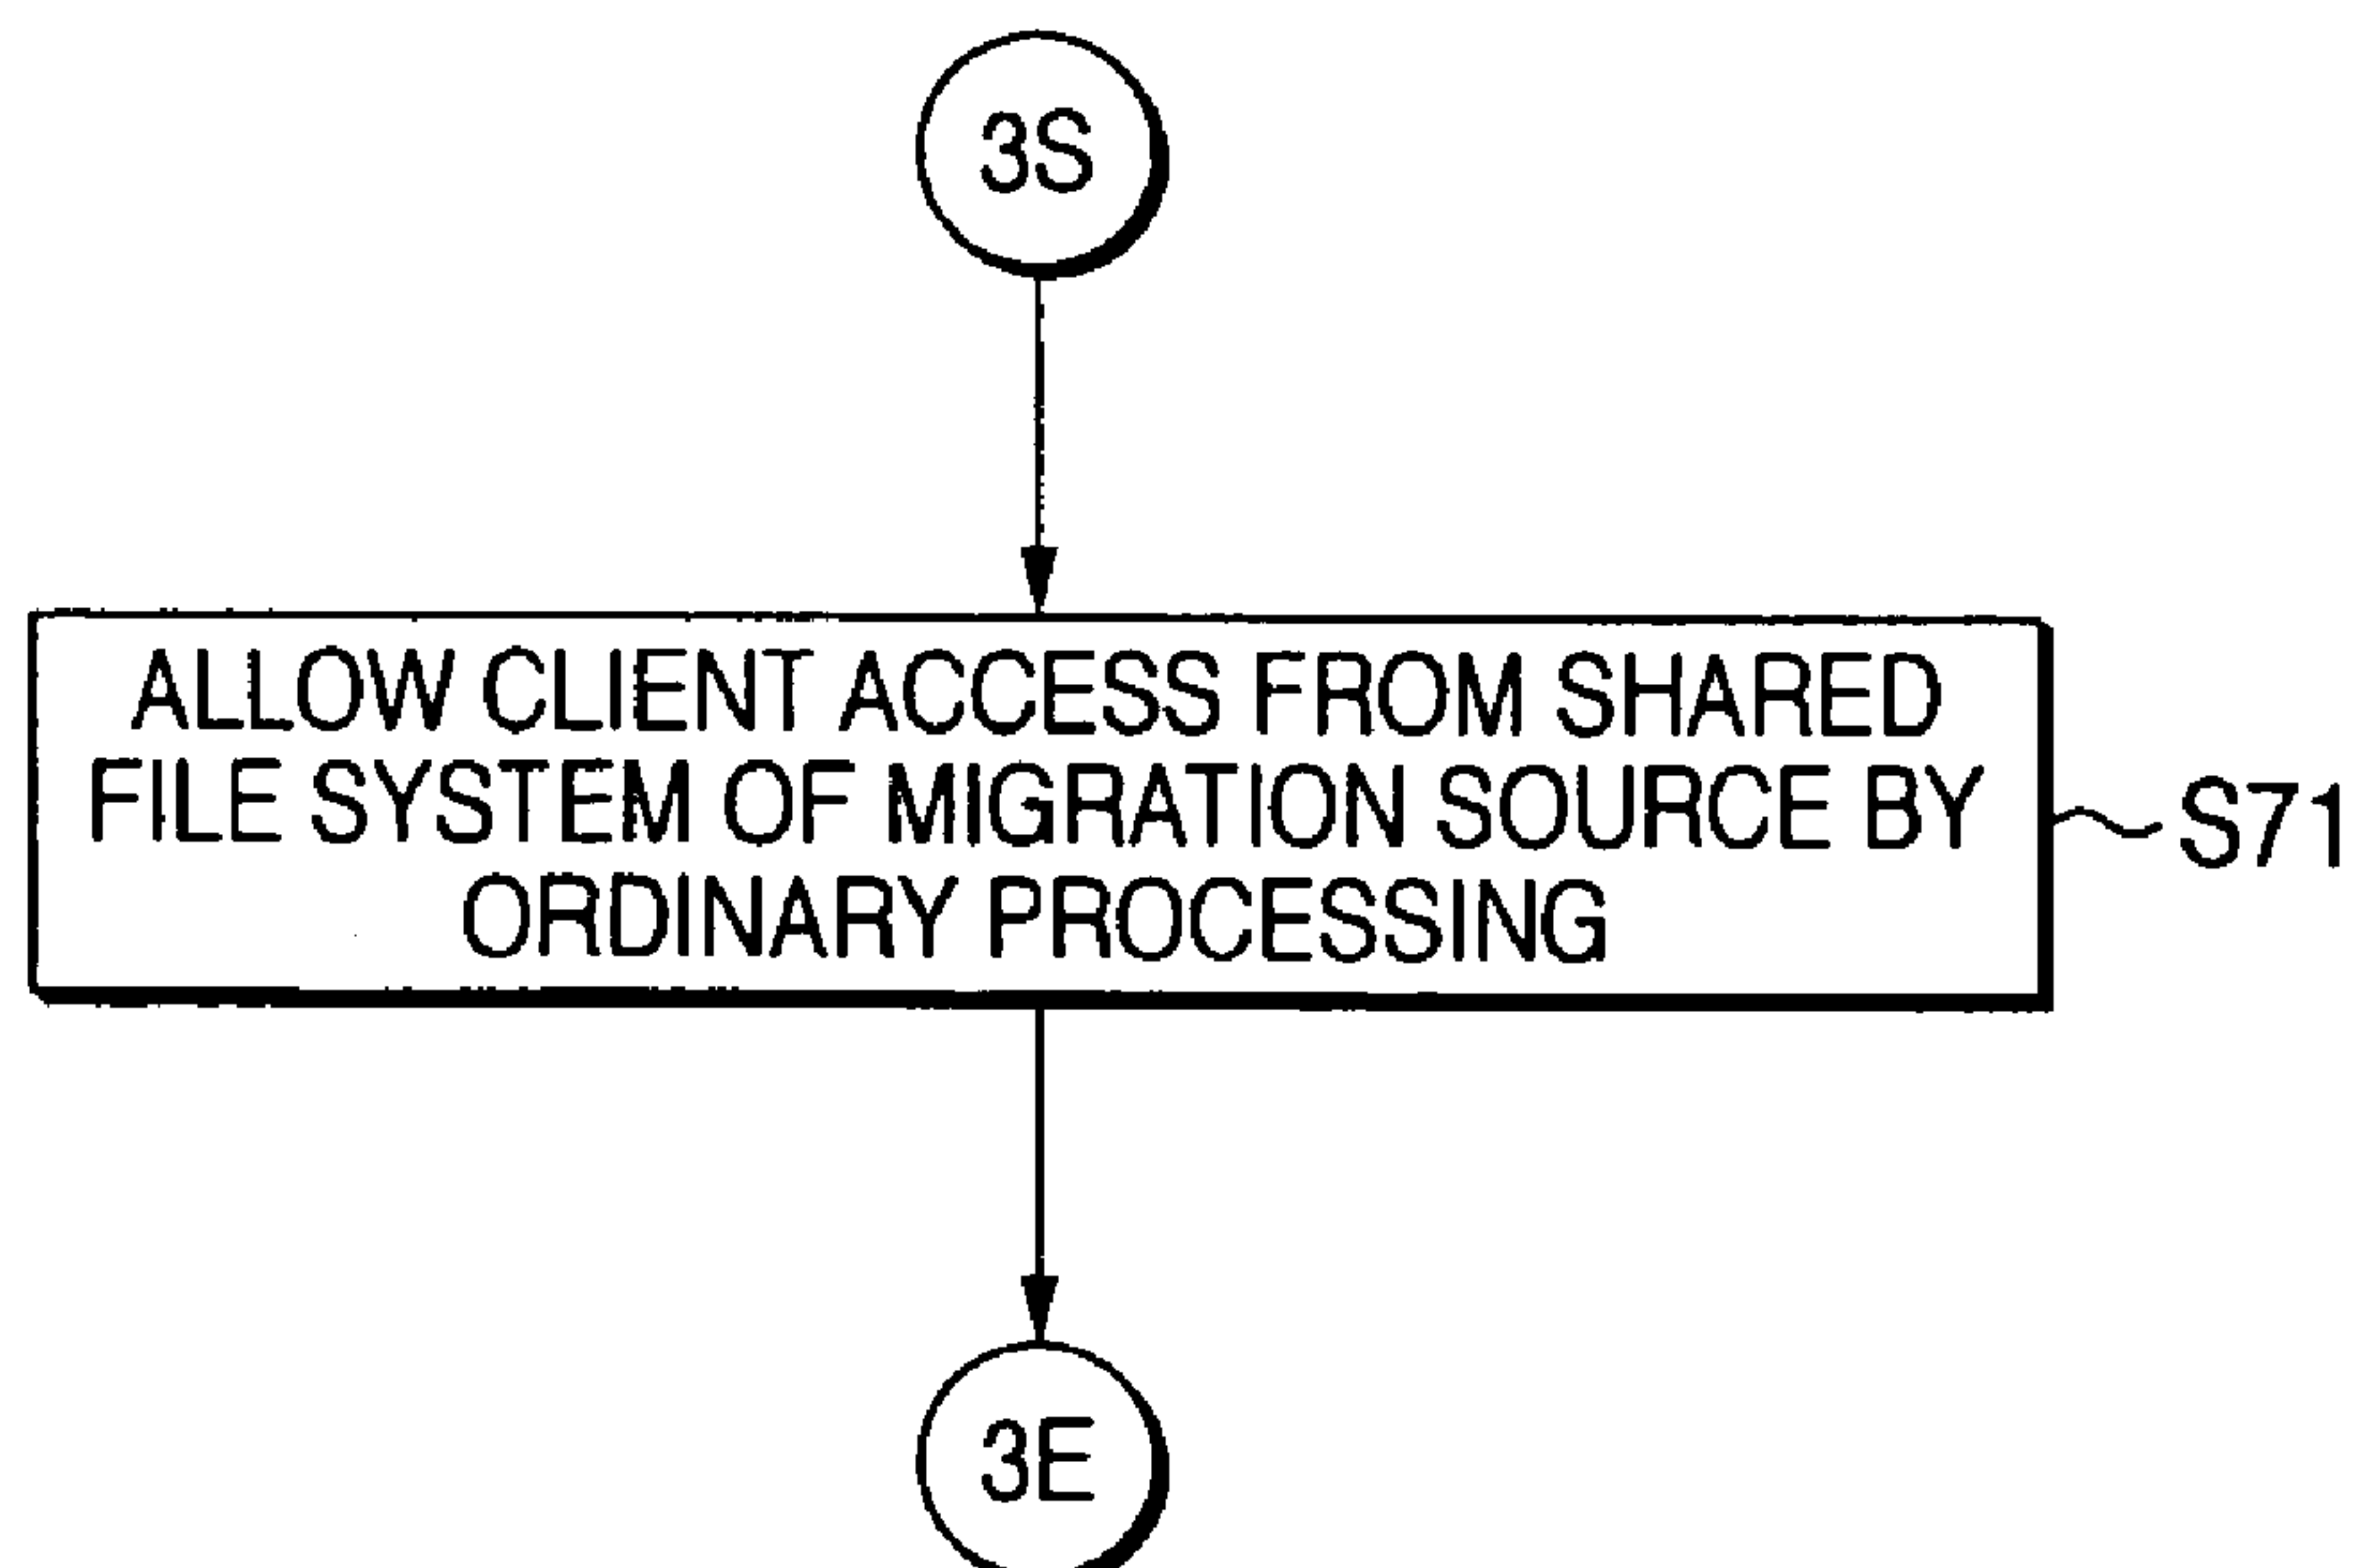 3S
ALLOW CLIENT ACCESS FROM SHARED
FILE SYSTEM OF MIGRATION SOURCE BY
ORDINARY PROCESSING
S71
3E